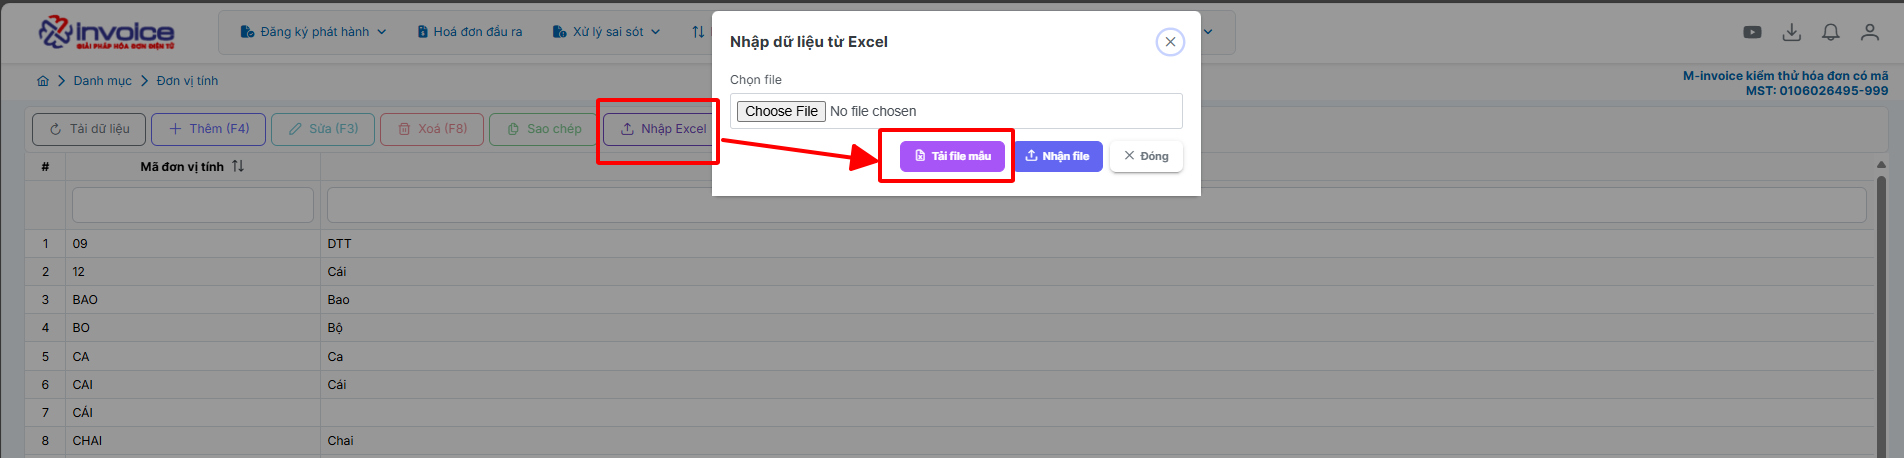 invoice
GIẢI PHÁP HÓA ĐƠN ĐIỆN TỬ
Đăng ký phát hành
Hoá đơn đầu ra
Xử lý sai sót
Danh mục
Đơn vị tính
M-invoice kiểm thử hóa đơn có mã
MST: 0106026495-999
Nhập dữ liệu từ Excel
Chọn file
Choose File No file chosen
Tải file mẫu
Nhận file
Đóng
Tải dữ liệu
Thêm (F4)
Sửa (F3)
Xoá (F8)
Sao chép
Nhập Excel
# Mã đơn vị tính
1 09 DTT
2 12 Cái
3 BAO Bao
4 BO Bộ
5 CA Ca
6 CAI Cái
7 CÁI
8 CHAI Chai